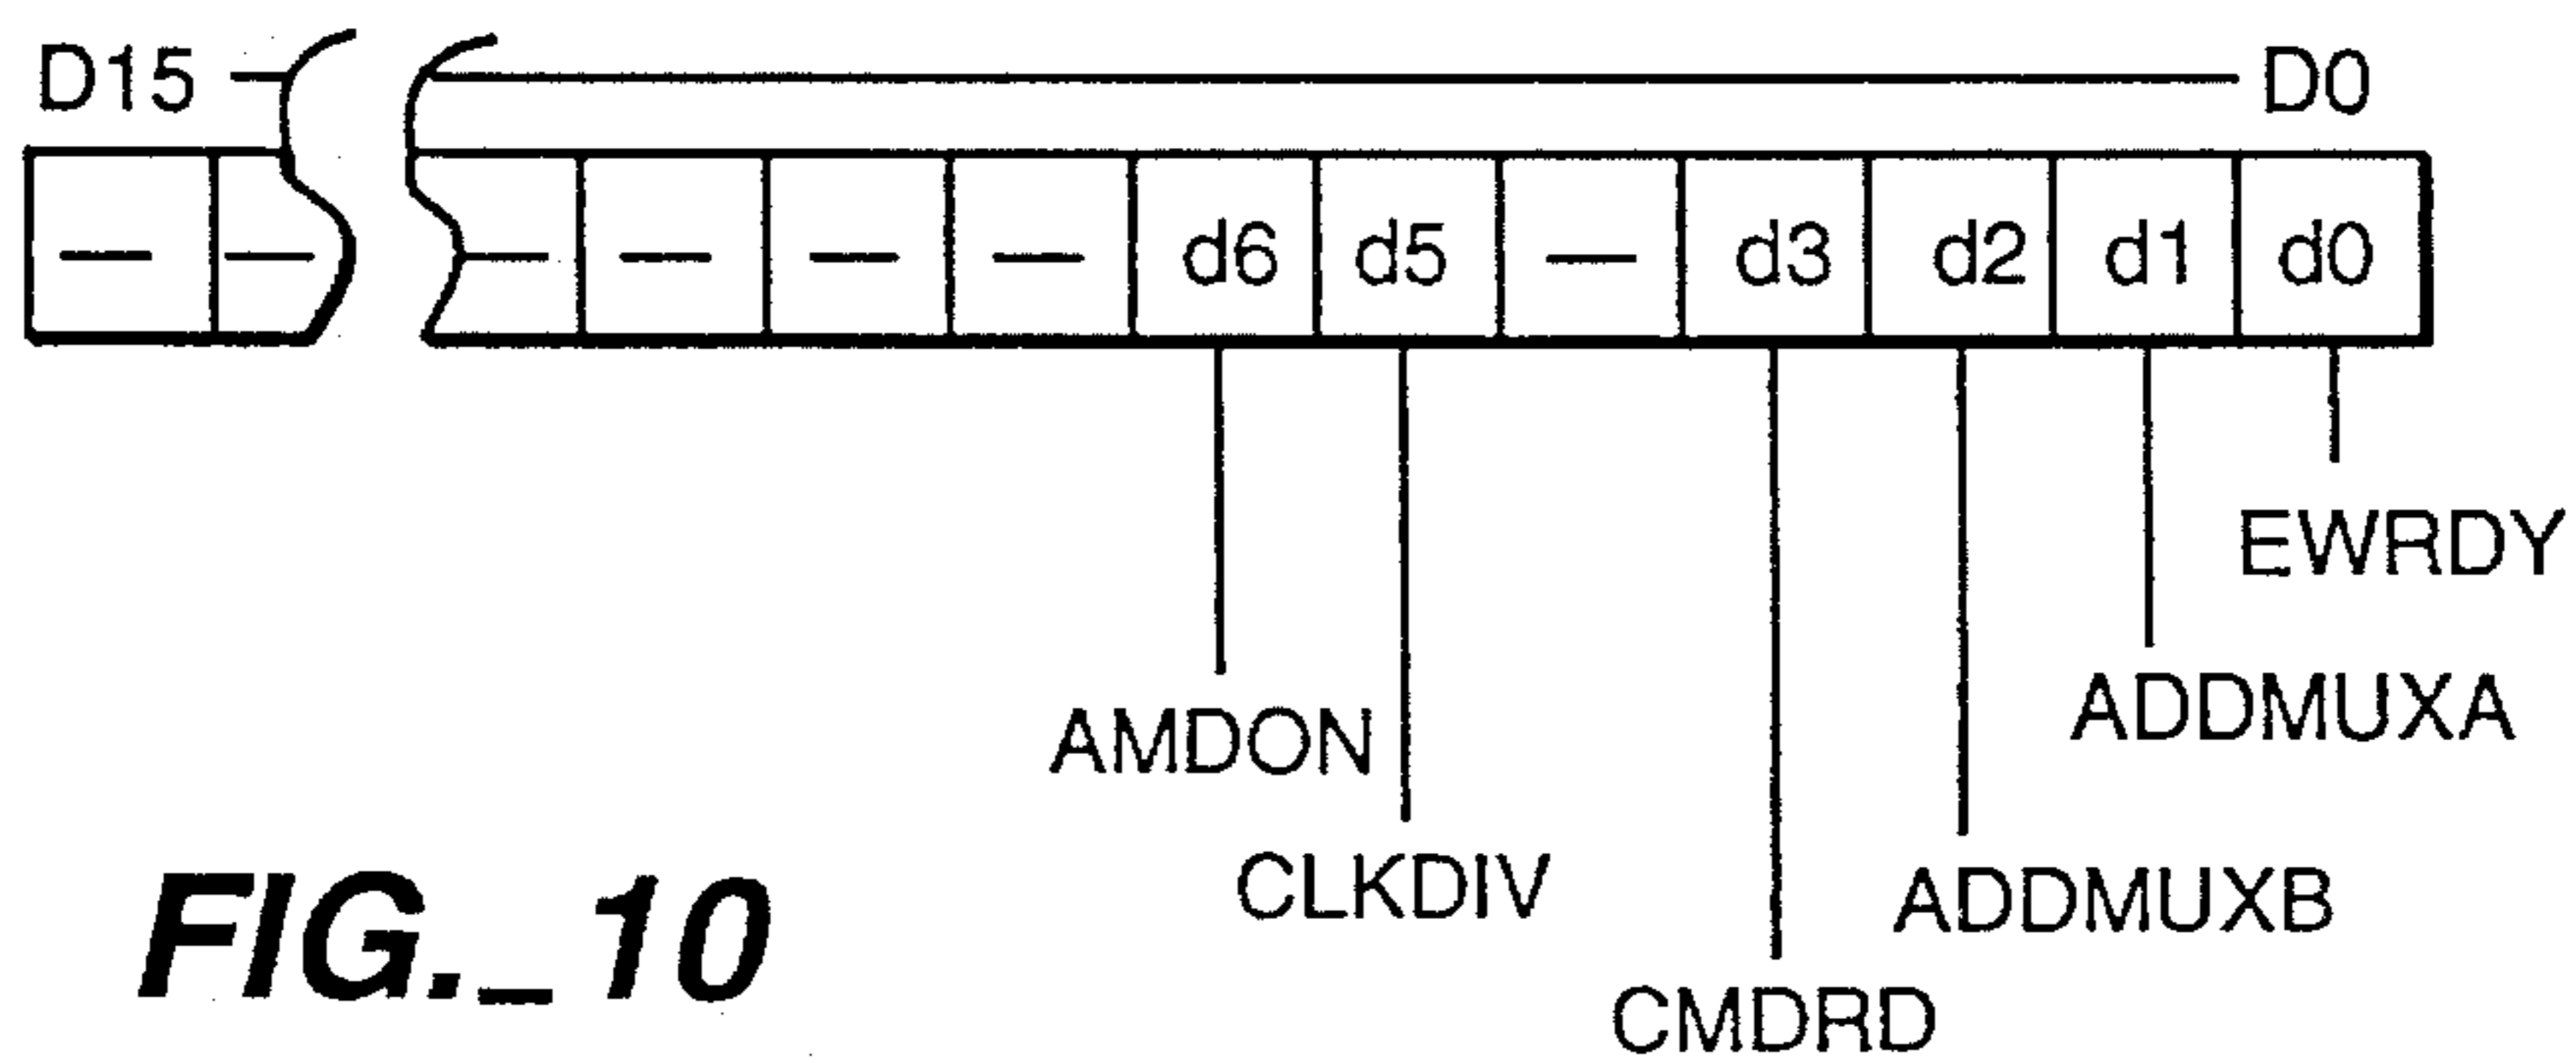 D15 D0
— — — — — — d6 d5 — d3 d2 d1 d0
EWRDY
ADDMUXA
AMDON
CLKDIV
ADDMUXB
CMDRD
FIG._10